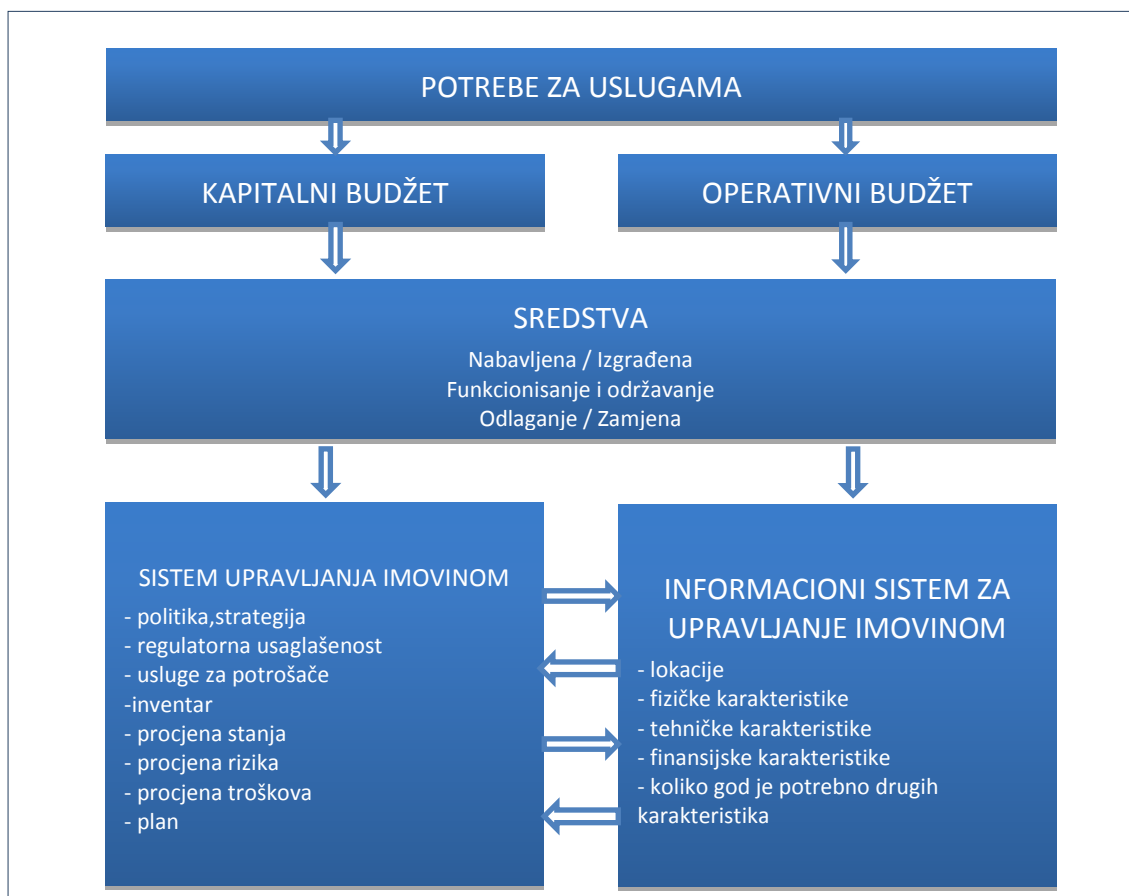 POTREBE ZA USLUGAMA
KAPITALNI BUDŽET
OPERATIVNI BUDŽET
SREDSTVA
Nabavljena / Izgrađena
Funkcionisanje i održavanje
Odlaganje / Zamjena
SISTEM UPRAVLJANJA IMOVINOM
- politika,strategija
- regulatorna usaglašenost
- usluge za potrošače
-inventar
- procjena stanja
- procjena rizika
- procjena troškova
- plan
INFORMACIONI SISTEM ZA
UPRAVLJANJE IMOVINOM
- lokacije
- fizičke karakteristike
- tehničke karakteristike
- finansijske karakteristike
- koliko god je potrebno drugih
karakteristika